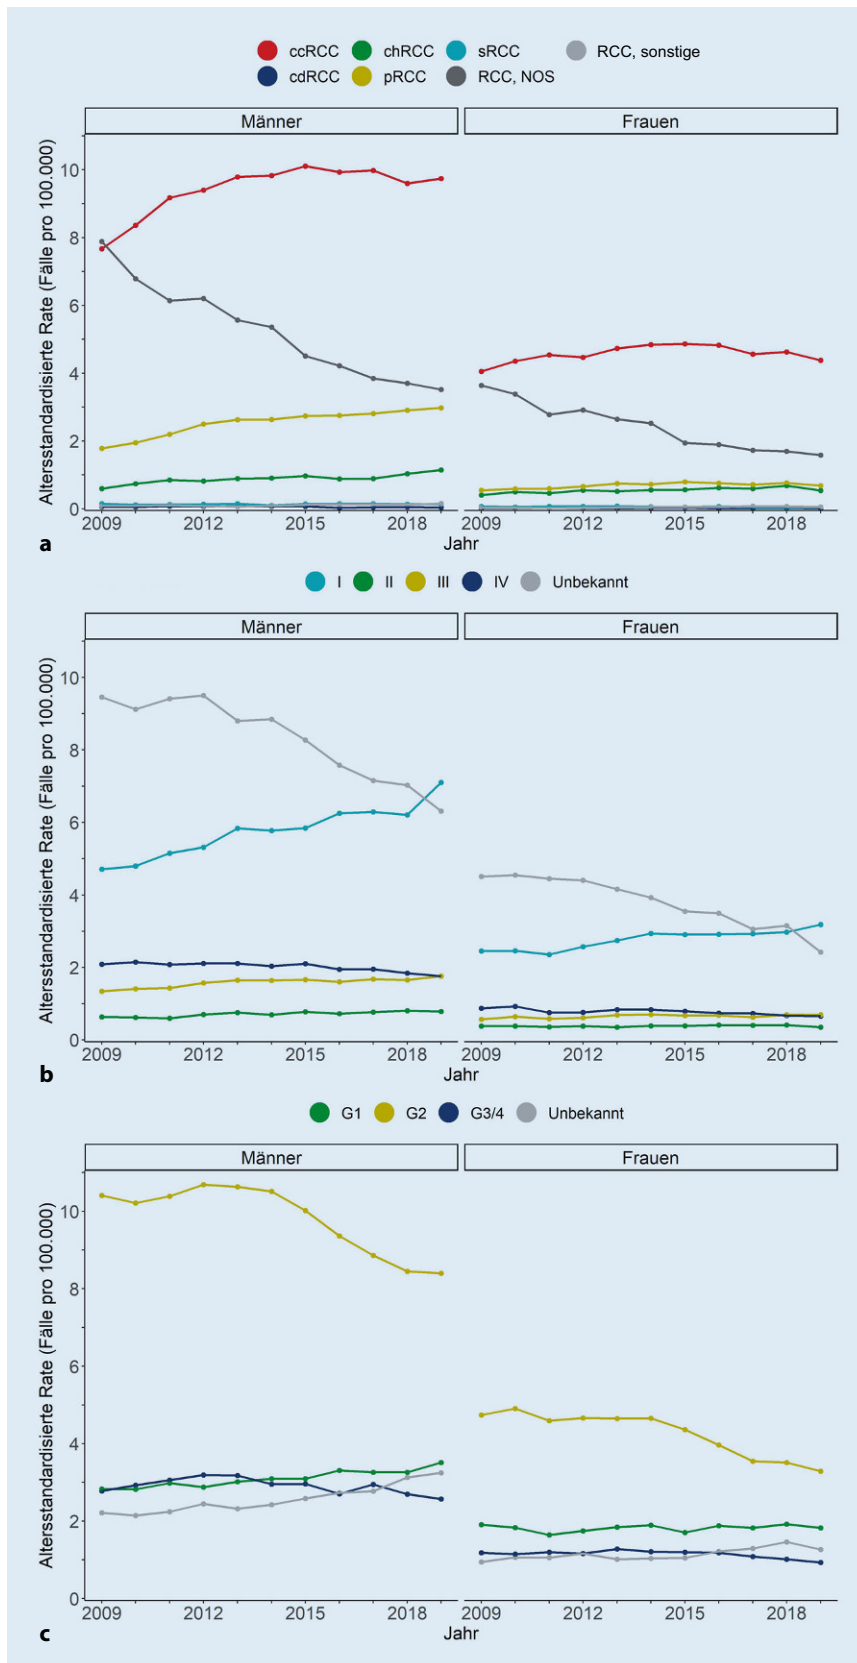 ccRCC chRCC sRCC RCC, sonstige
cdRCC pRCC RCC, NOS
Männer Frauen
Altersstandardisierte Rate (Fälle pro 100.000)
10
8
6
4
2
0
2009 2012 2015 2018 2009 2012 2015 2018
Jahr
a
I II III IV Unbekannt
Männer Frauen
Altersstandardisierte Rate (Fälle pro 100.000)
10
8
6
4
2
0
2009 2012 2015 2018 2009 2012 2015 2018
Jahr
b
G1 G2 G3/4 Unbekannt
Männer Frauen
Altersstandardisierte Rate (Fälle pro 100.000)
10
8
6
4
2
0
2009 2012 2015 2018 2009 2012 2015 2018
Jahr
c